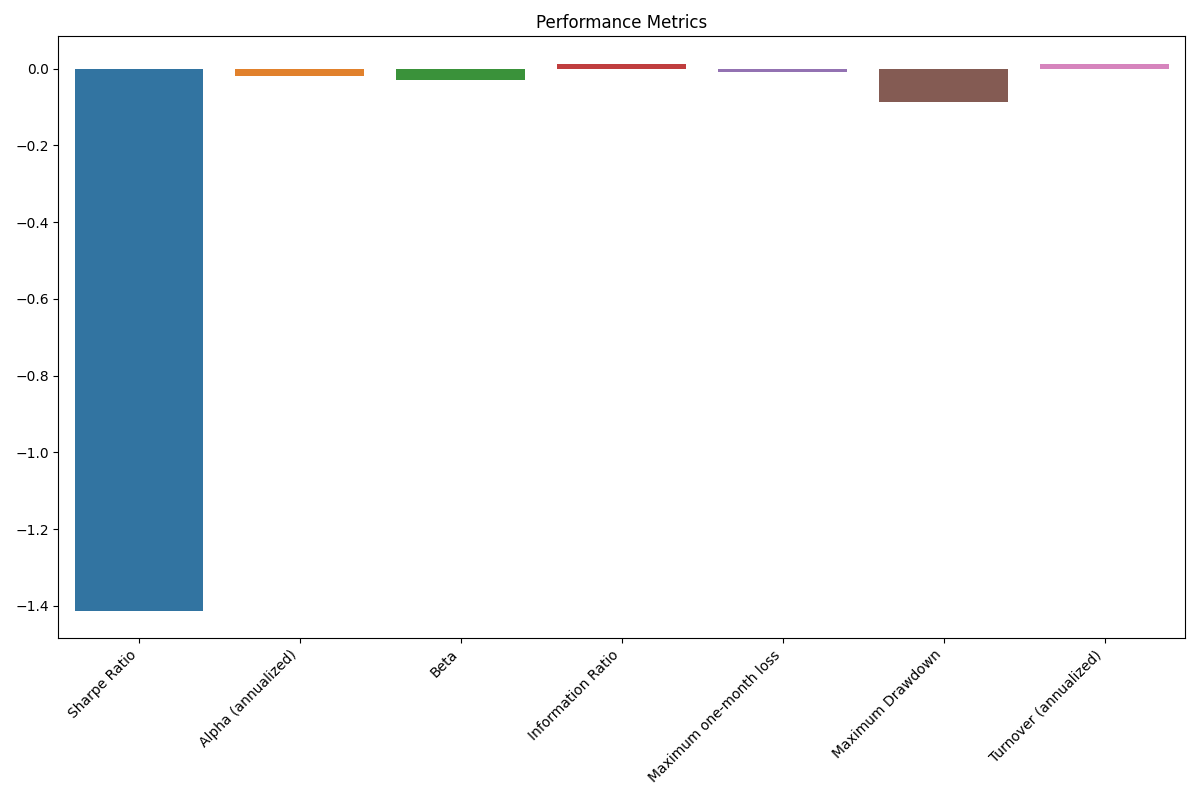 Performance Metrics
0.0
−0.2
−0.4
−0.6
−0.8
−1.0
−1.2
−1.4
Sharpe Ratio
Alpha (annualized)
Beta
Information Ratio
Maximum one-month loss
Maximum Drawdown
Turnover (annualized)